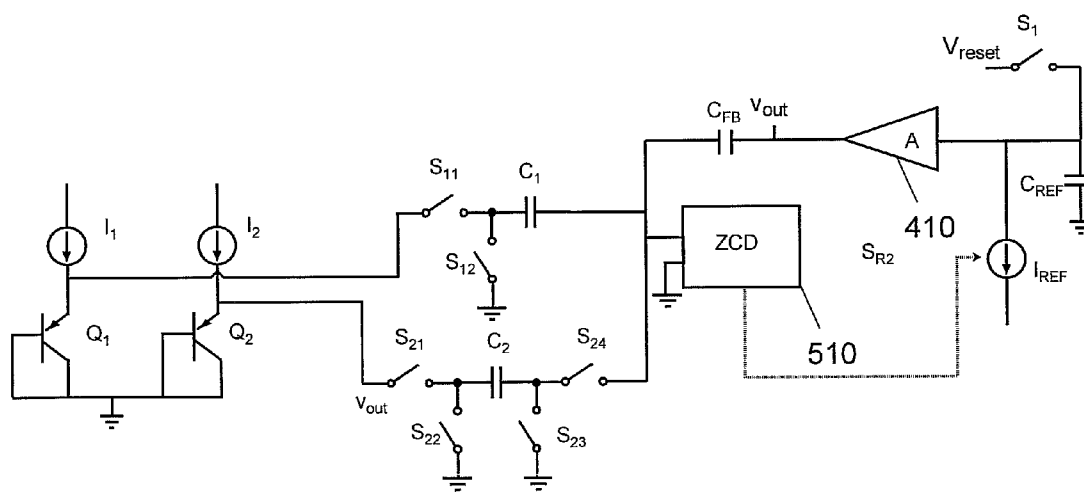 S1
Vreset
CFB
vout
A
CREF
410
S11
C1
I1
I2
S12
ZCD
SR2
IREF
Q1
Q2
S21
C2
S24
510
vout
S22
S23